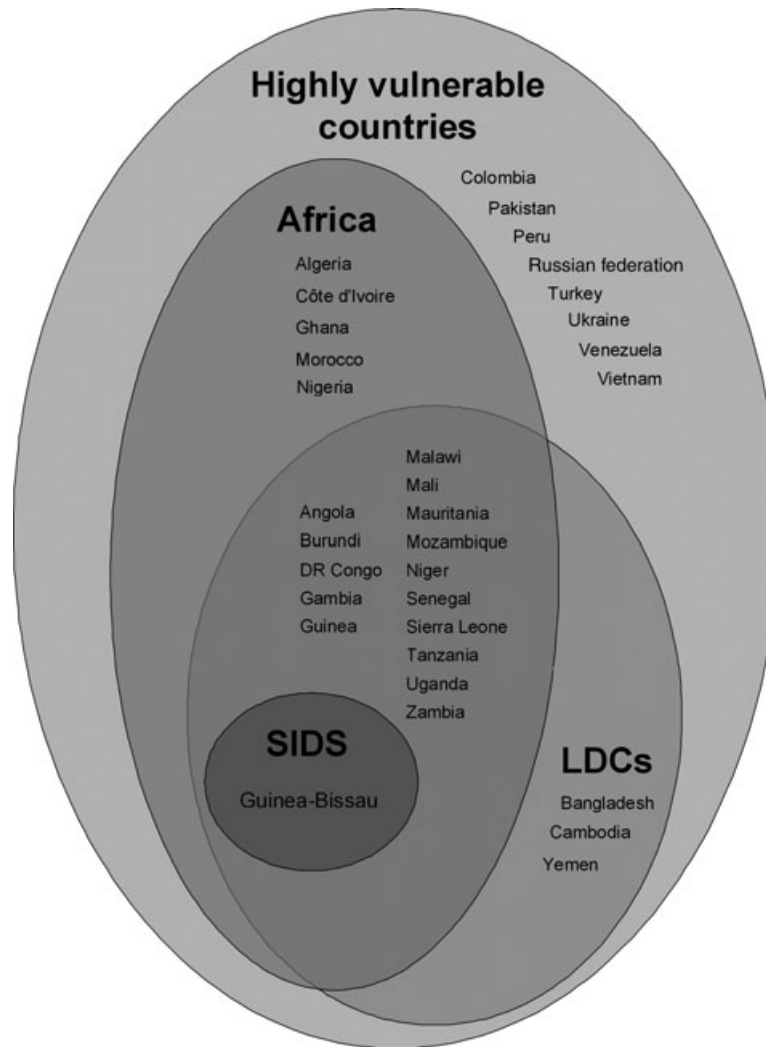 Highly vulnerable
countries
Colombia
Pakistan
Peru
Russian federation
Turkey
Ukraine
Venezuela
Vietnam
Africa
Algeria
Côte d'Ivoire
Ghana
Morocco
Nigeria
Angola
Burundi
DR Congo
Gambia
Guinea
Malawi
Mali
Mauritania
Mozambique
Niger
Senegal
Sierra Leone
Tanzania
Uganda
Zambia
SIDS
Guinea-Bissau
LDCs
Bangladesh
Cambodia
Yemen